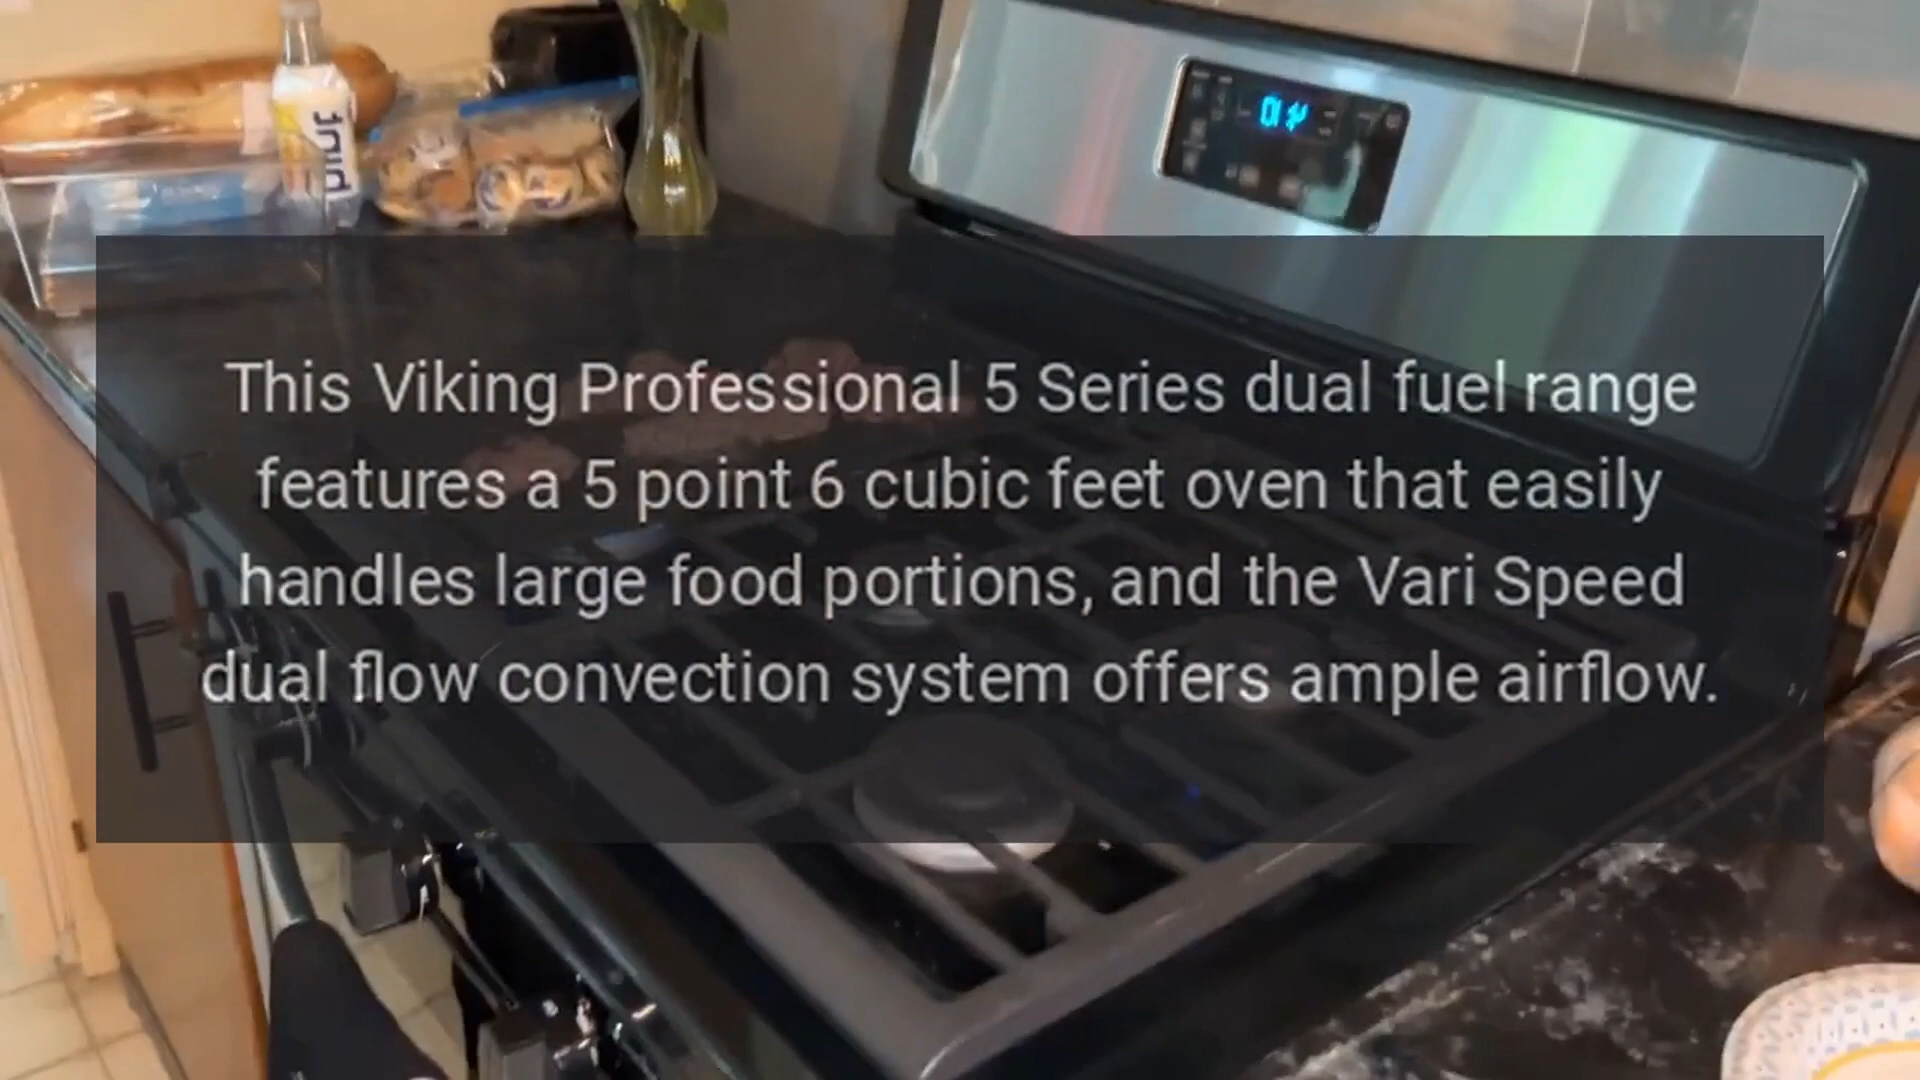 This Viking Professional 5 Series dual fuel range
features a 5 point 6 cubic feet oven that easily
handles large food portions, and the Vari Speed
dual flow convection system offers ample airflow.